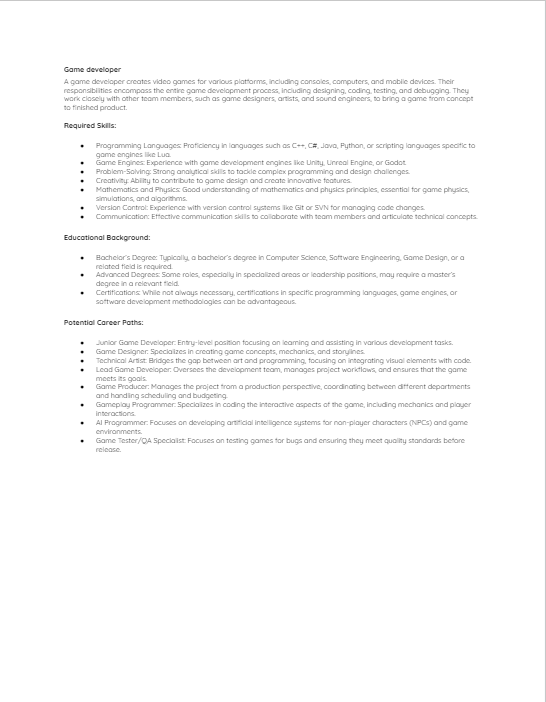 Game developer
A game developer creates video games for various platforms, including consoles, computers, and mobile devices. Their
responsibilities encompass the entire game development process, including designing, coding, testing, and debugging. They
work closely with other team members, such as game designers, artists, and sound engineers, to bring a game from concept
to finished product.
Required Skills:
● Programming Languages: Proficiency in languages such as C++, C#, Java, Python, or scripting languages specific to
game engines like Lua.
● Game Engines: Experience with game development engines like Unity, Unreal Engine, or Godot.
● Problem-Solving: Strong analytical skills to tackle complex programming and design challenges.
● Creativity: Ability to contribute to game design and create innovative features.
● Mathematics and Physics: Good understanding of mathematics and physics principles, essential for game physics,
simulations, and algorithms.
● Version Control: Experience with version control systems like Git or SVN for managing code changes.
● Communication: Effective communication skills to collaborate with team members and articulate technical concepts.
Educational Background:
● Bachelor's Degree: Typically, a bachelor's degree in Computer Science, Software Engineering, Game Design, or a
related field is required.
● Advanced Degrees: Some roles, especially in specialized areas or leadership positions, may require a master's
degree in a relevant field.
● Certifications: While not always necessary, certifications in specific programming languages, game engines, or
software development methodologies can be advantageous.
Potential Career Paths:
● Junior Game Developer: Entry-level position focusing on learning and assisting in various development tasks.
● Game Designer: Specializes in creating game concepts, mechanics, and storylines.
● Technical Artist: Bridges the gap between art and programming, focusing on integrating visual elements with code.
● Lead Game Developer: Oversees the development team, manages project workflows, and ensures that the game
meets its goals.
● Game Producer: Manages the project from a production perspective, coordinating between different departments
and handling scheduling and budgeting.
● Gameplay Programmer: Specializes in coding the interactive aspects of the game, including mechanics and player
interactions.
● AI Programmer: Focuses on developing artificial intelligence systems for non-player characters (NPCs) and game
environments.
● Game Tester/QA Specialist: Focuses on testing games for bugs and ensuring they meet quality standards before
release.